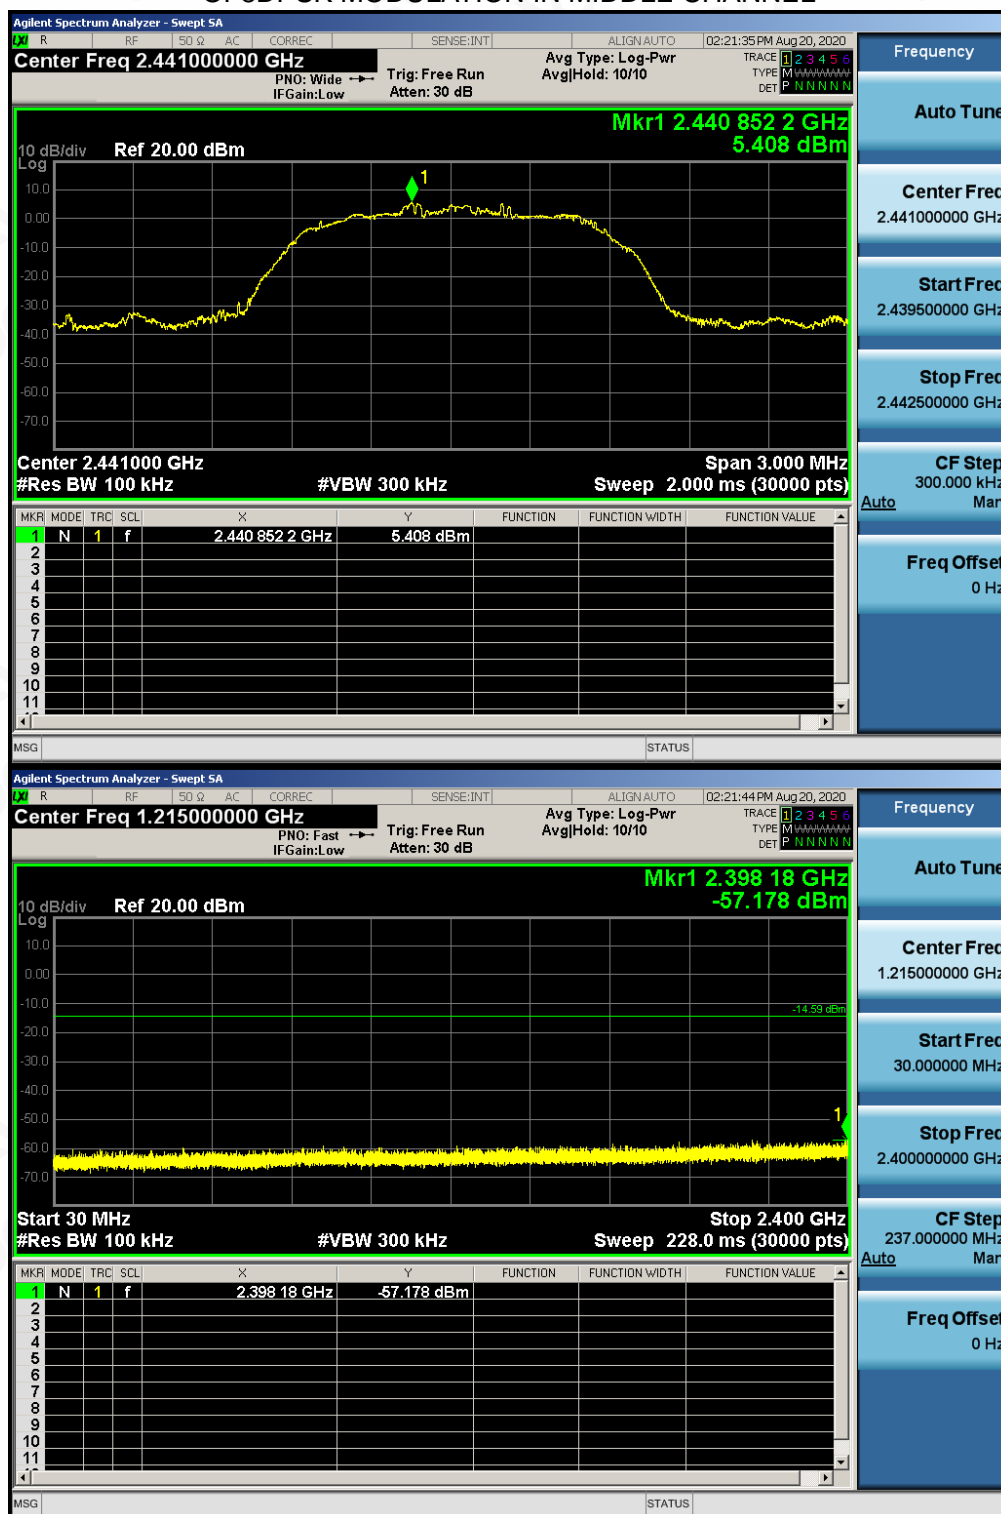 OF 8DPSK MODULATION IN MIDDLE CHANNEL
Agilent Spectrum Analyzer - Swept SA
LXI R RF 50 Ω AC CORREC SENSE:INT ALIGN AUTO 02:21:35 PM Aug 20, 2020
Center Freq 2.441000000 GHz
PNO: Wide
IFGain:Low
Trig: Free Run
Atten: 30 dB
Avg Type: Log-Pwr
Avg|Hold: 10/10
TRACE 1 2 3 4 5 6
TYPE M WWWWW
DET P N N N N N
Mkr1 2.440 852 2 GHz
5.408 dBm
10 dB/div Ref 20.00 dBm
Log
1
10.0
0.00
-10.0
-20.0
-30.0
-40.0
-50.0
-60.0
-70.0
Center 2.441000 GHz Span 3.000 MHz
#Res BW 100 kHz #VBW 300 kHz Sweep 2.000 ms (30000 pts)
MKR MODE TRC SCL X Y FUNCTION FUNCTION WIDTH FUNCTION VALUE
1 N 1 f 2.440 852 2 GHz 5.408 dBm
2
3
4
5
6
7
8
9
10
11
MSG STATUS
Frequency
Auto Tune
Center Freq
2.441000000 GHz
Start Freq
2.439500000 GHz
Stop Freq
2.442500000 GHz
CF Step
300.000 kHz
Auto Man
Freq Offset
0 Hz
Agilent Spectrum Analyzer - Swept SA
LXI R RF 50 Ω AC CORREC SENSE:INT ALIGN AUTO 02:21:44 PM Aug 20, 2020
Center Freq 1.215000000 GHz
PNO: Fast
IFGain:Low
Trig: Free Run
Atten: 30 dB
Avg Type: Log-Pwr
Avg|Hold: 10/10
TRACE 1 2 3 4 5 6
TYPE M WWWWW
DET P N N N N N
Mkr1 2.398 18 GHz
-57.178 dBm
10 dB/div Ref 20.00 dBm
Log
10.0
0.00
-10.0
-14.59 dBm
-20.0
-30.0
-40.0
-50.0
1
-60.0
-70.0
Start 30 MHz Stop 2.400 GHz
#Res BW 100 kHz #VBW 300 kHz Sweep 228.0 ms (30000 pts)
MKR MODE TRC SCL X Y FUNCTION FUNCTION WIDTH FUNCTION VALUE
1 N 1 f 2.398 18 GHz -57.178 dBm
2
3
4
5
6
7
8
9
10
11
MSG STATUS
Frequency
Auto Tune
Center Freq
1.215000000 GHz
Start Freq
30.000000 MHz
Stop Freq
2.400000000 GHz
CF Step
237.000000 MHz
Auto Man
Freq Offset
0 Hz